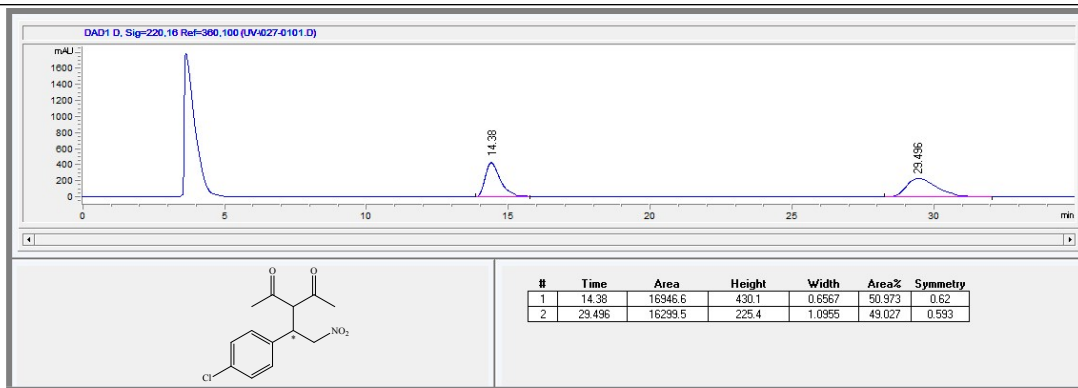 DAD1 D, Sig=220,16 Ref=360,100 (UV\027-0101.D)
mAU
1600
1400
1200
1000
800
600
400
200
0
14.38
29.496
0 5 10 15 20 25 30 min
O O
NO2
*
Cl
# Time Area Height Width Area% Symmetry
1 14.38 16946.6 430.1 0.6567 50.973 0.62
2 29.496 16299.5 225.4 1.0955 49.027 0.593